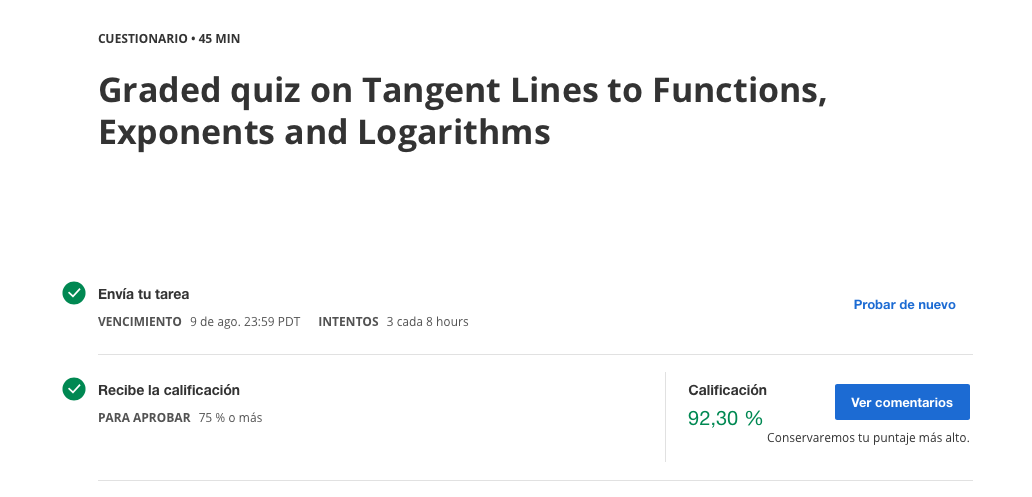 CUESTIONARIO • 45 MIN
Graded quiz on Tangent Lines to Functions,
Exponents and Logarithms
Envía tu tarea
VENCIMIENTO 9 de ago. 23:59 PDT INTENTOS 3 cada 8 hours
Probar de nuevo
Recibe la calificación
PARA APROBAR 75 % o más
Calificación
92,30 %
Ver comentarios
Conservaremos tu puntaje más alto.